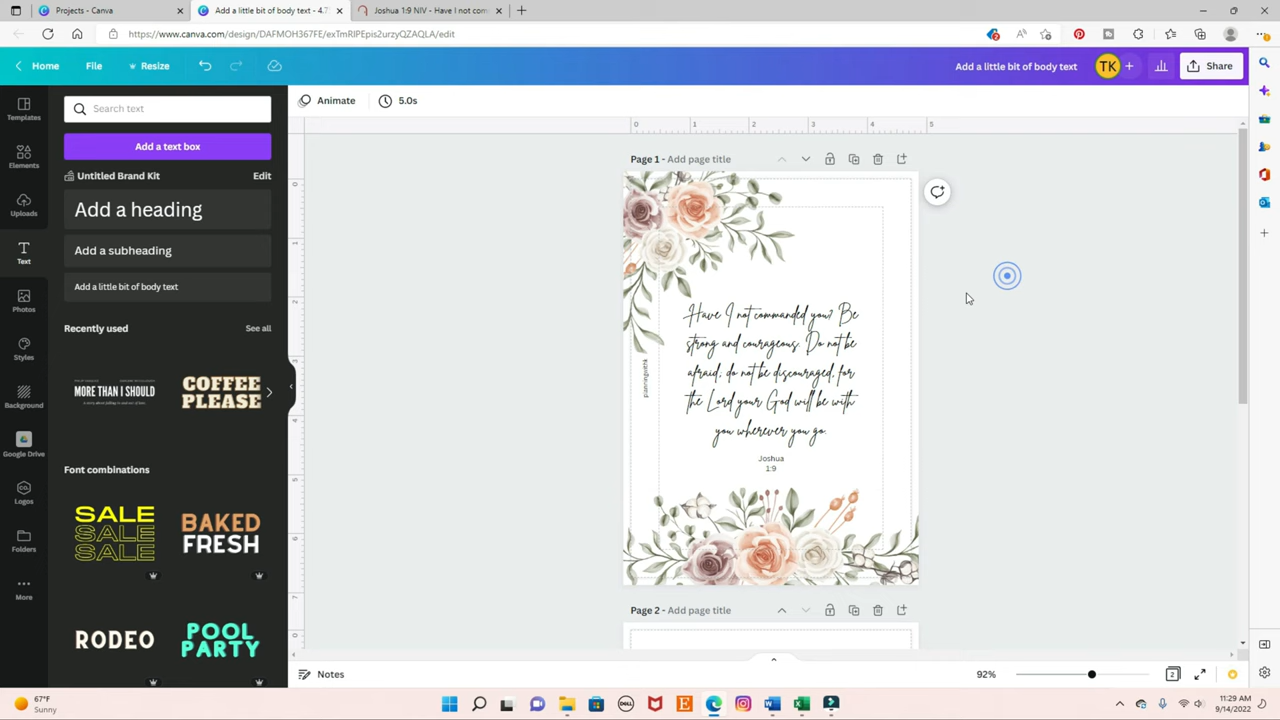 Projects - Canva
Add a little bit of body text - 4.7
Joshua 1:9 NIV - Have I not com
https://www.canva.com/design/DAFMOH367FE/exTmRlPEpis2urzyQZAQLA/edit
Home
File
Resize
Add a little bit of body text
TK
Share
Templates
Elements
Uploads
Text
Photos
Styles
Background
Google Drive
Logos
Folders
More
Search text
Add a text box
Untitled Brand Kit
Edit
Add a heading
Add a subheading
Add a little bit of body text
Recently used
See all
MORE THAN I SHOULD
COFFEE
PLEASE
Font combinations
SALE
SALE
SALE
BAKED
FRESH
RODEO
POOL
PARTY
Animate
5.0s
0 1 2 3 4 5
Page 1 - Add page title
Have I not commanded you? Be
strong and courageous. Do not be
afraid; do not be discouraged, for
the Lord your God will be with
you wherever you go.
Joshua
1:9
Page 2 - Add page title
Notes
92%
2
67°F
Sunny
11:29 AM
9/14/2022